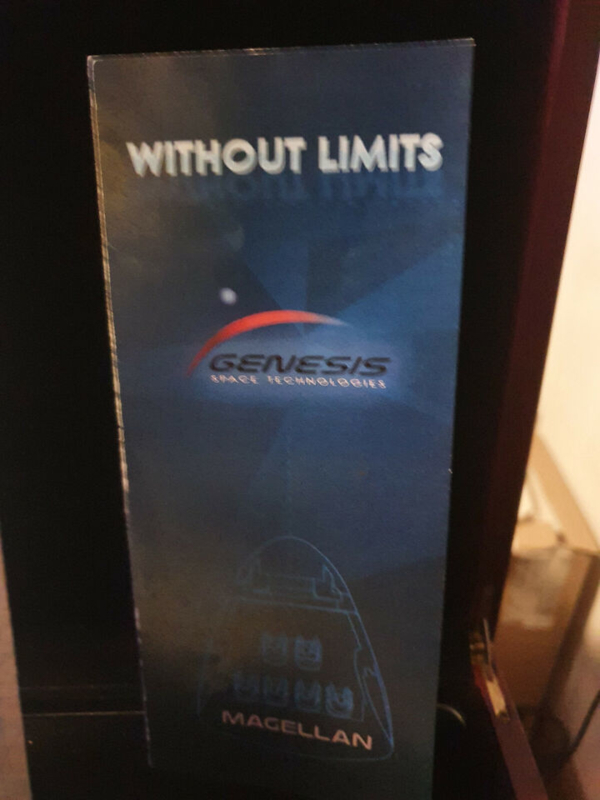 WITHOUT LIMITS
GENESIS
SPACE TECHNOLOGIES
MAGELLAN